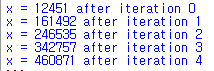 x = 12451 after iteration 0
x = 161492 after iteration 1
x = 246535 after iteration 2
x = 342757 after iteration 3
x = 460871 after iteration 4
...